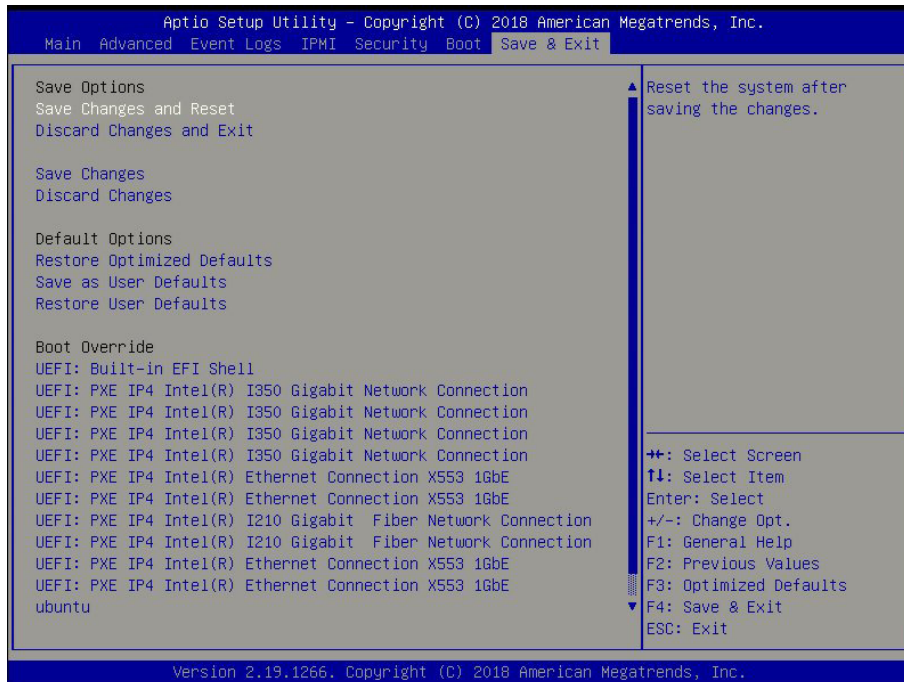 Aptio Setup Utility – Copyright (C) 2018 American Megatrends, Inc.
Main Advanced Event Logs IPMI Security Boot Save & Exit
Save Options
Save Changes and Reset
Discard Changes and Exit
Save Changes
Discard Changes
Default Options
Restore Optimized Defaults
Save as User Defaults
Restore User Defaults
Boot Override
UEFI: Built-in EFI Shell
UEFI: PXE IP4 Intel(R) I350 Gigabit Network Connection
UEFI: PXE IP4 Intel(R) I350 Gigabit Network Connection
UEFI: PXE IP4 Intel(R) I350 Gigabit Network Connection
UEFI: PXE IP4 Intel(R) I350 Gigabit Network Connection
UEFI: PXE IP4 Intel(R) Ethernet Connection X553 1GbE
UEFI: PXE IP4 Intel(R) Ethernet Connection X553 1GbE
UEFI: PXE IP4 Intel(R) I210 Gigabit  Fiber Network Connection
UEFI: PXE IP4 Intel(R) I210 Gigabit  Fiber Network Connection
UEFI: PXE IP4 Intel(R) Ethernet Connection X553 1GbE
UEFI: PXE IP4 Intel(R) Ethernet Connection X553 1GbE
ubuntu
Reset the system after
saving the changes.
→←: Select Screen
↑↓: Select Item
Enter: Select
+/-: Change Opt.
F1: General Help
F2: Previous Values
F3: Optimized Defaults
F4: Save & Exit
ESC: Exit
Version 2.19.1266. Copyright (C) 2018 American Megatrends, Inc.